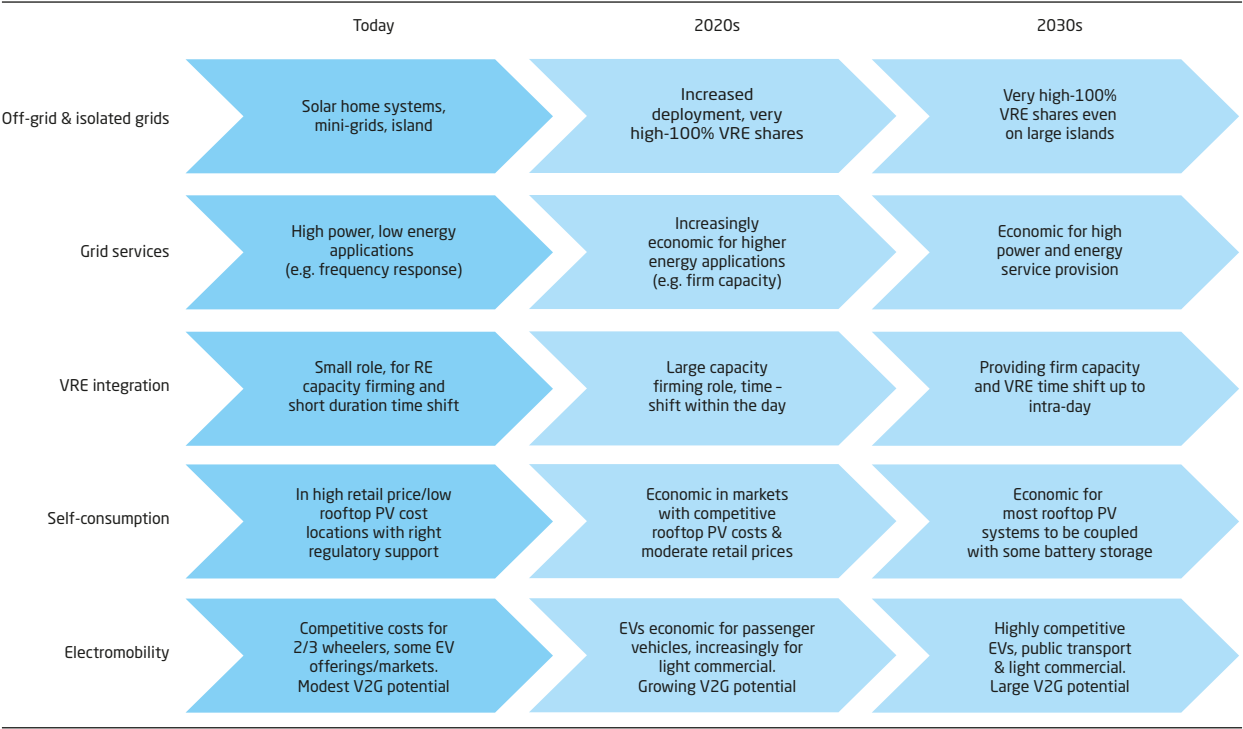 Today
2020s
2030s
Off-grid & isolated grids
Solar home systems,
mini-grids, island
Increased
deployment, very
high-100% VRE shares
Very high-100%
VRE shares even
on large islands
Grid services
High power, low energy
applications
(e.g. frequency response)
Increasingly
economic for higher
energy applications
(e.g. firm capacity)
Economic for high
power and energy
service provision
VRE integration
Small role, for RE
capacity firming and
short duration time shift
Large capacity
firming role, time –
shift within the day
Providing firm capacity
and VRE time shift up to
intra-day
Self-consumption
In high retail price/low
rooftop PV cost
locations with right
regulatory support
Economic in markets
with competitive
rooftop PV costs &
moderate retail prices
Economic for
most rooftop PV
systems to be coupled
with some battery storage
Electromobility
Competitive costs for
2/3 wheelers, some EV
offerings/markets.
Modest V2G potential
EVs economic for passenger
vehicles, increasingly for
light commercial.
Growing V2G potential
Highly competitive
EVs, public transport
& light commercial.
Large V2G potential